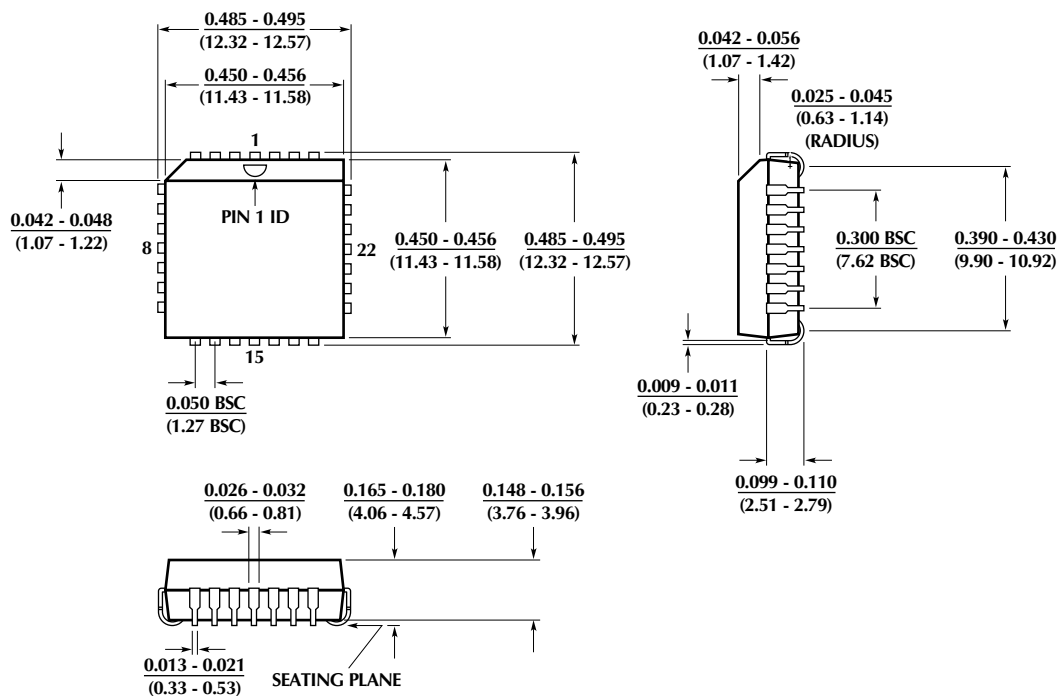 0.485 - 0.495
(12.32 - 12.57)
0.450 - 0.456
(11.43 - 11.58)
1
PIN 1 ID
0.042 - 0.048
(1.07 - 1.22)
8
22
0.450 - 0.456
(11.43 - 11.58)
0.485 - 0.495
(12.32 - 12.57)
15
0.050 BSC
(1.27 BSC)
0.042 - 0.056
(1.07 - 1.42)
0.025 - 0.045
(0.63 - 1.14)
(RADIUS)
0.300 BSC
(7.62 BSC)
0.390 - 0.430
(9.90 - 10.92)
0.009 - 0.011
(0.23 - 0.28)
0.099 - 0.110
(2.51 - 2.79)
0.026 - 0.032
(0.66 - 0.81)
0.165 - 0.180
(4.06 - 4.57)
0.148 - 0.156
(3.76 - 3.96)
0.013 - 0.021
(0.33 - 0.53)
SEATING PLANE